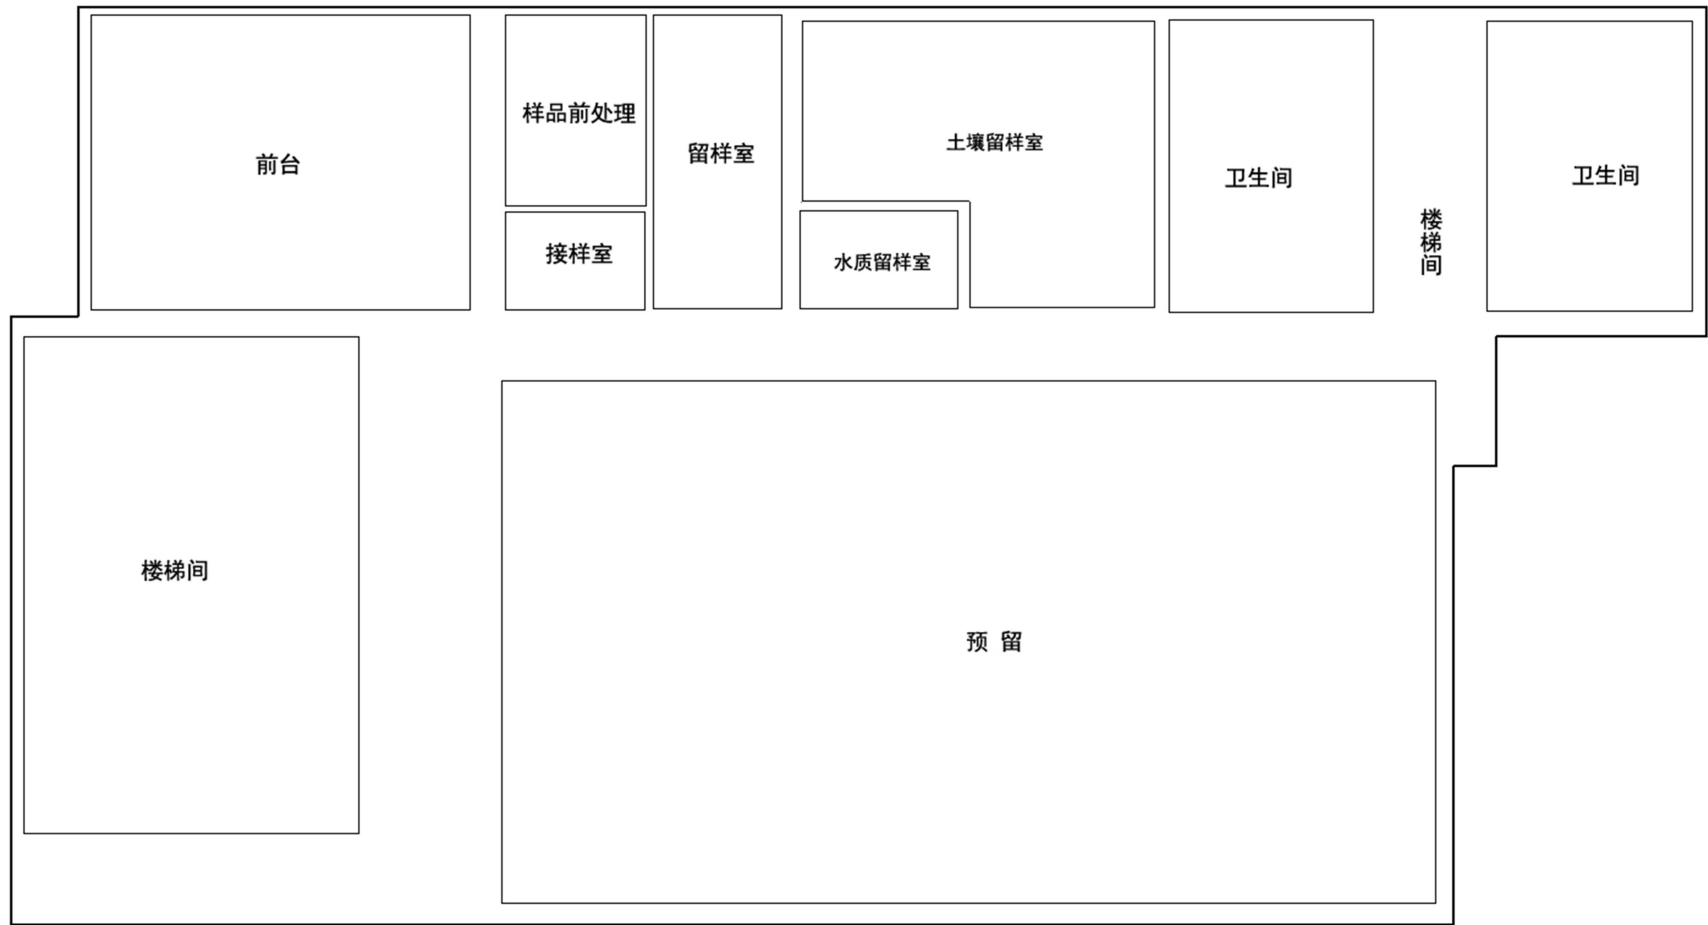 前台
样品前处理
接样室
留样室
土壤留样室
水质留样室
卫生间
楼梯间
卫生间
楼梯间
预 留